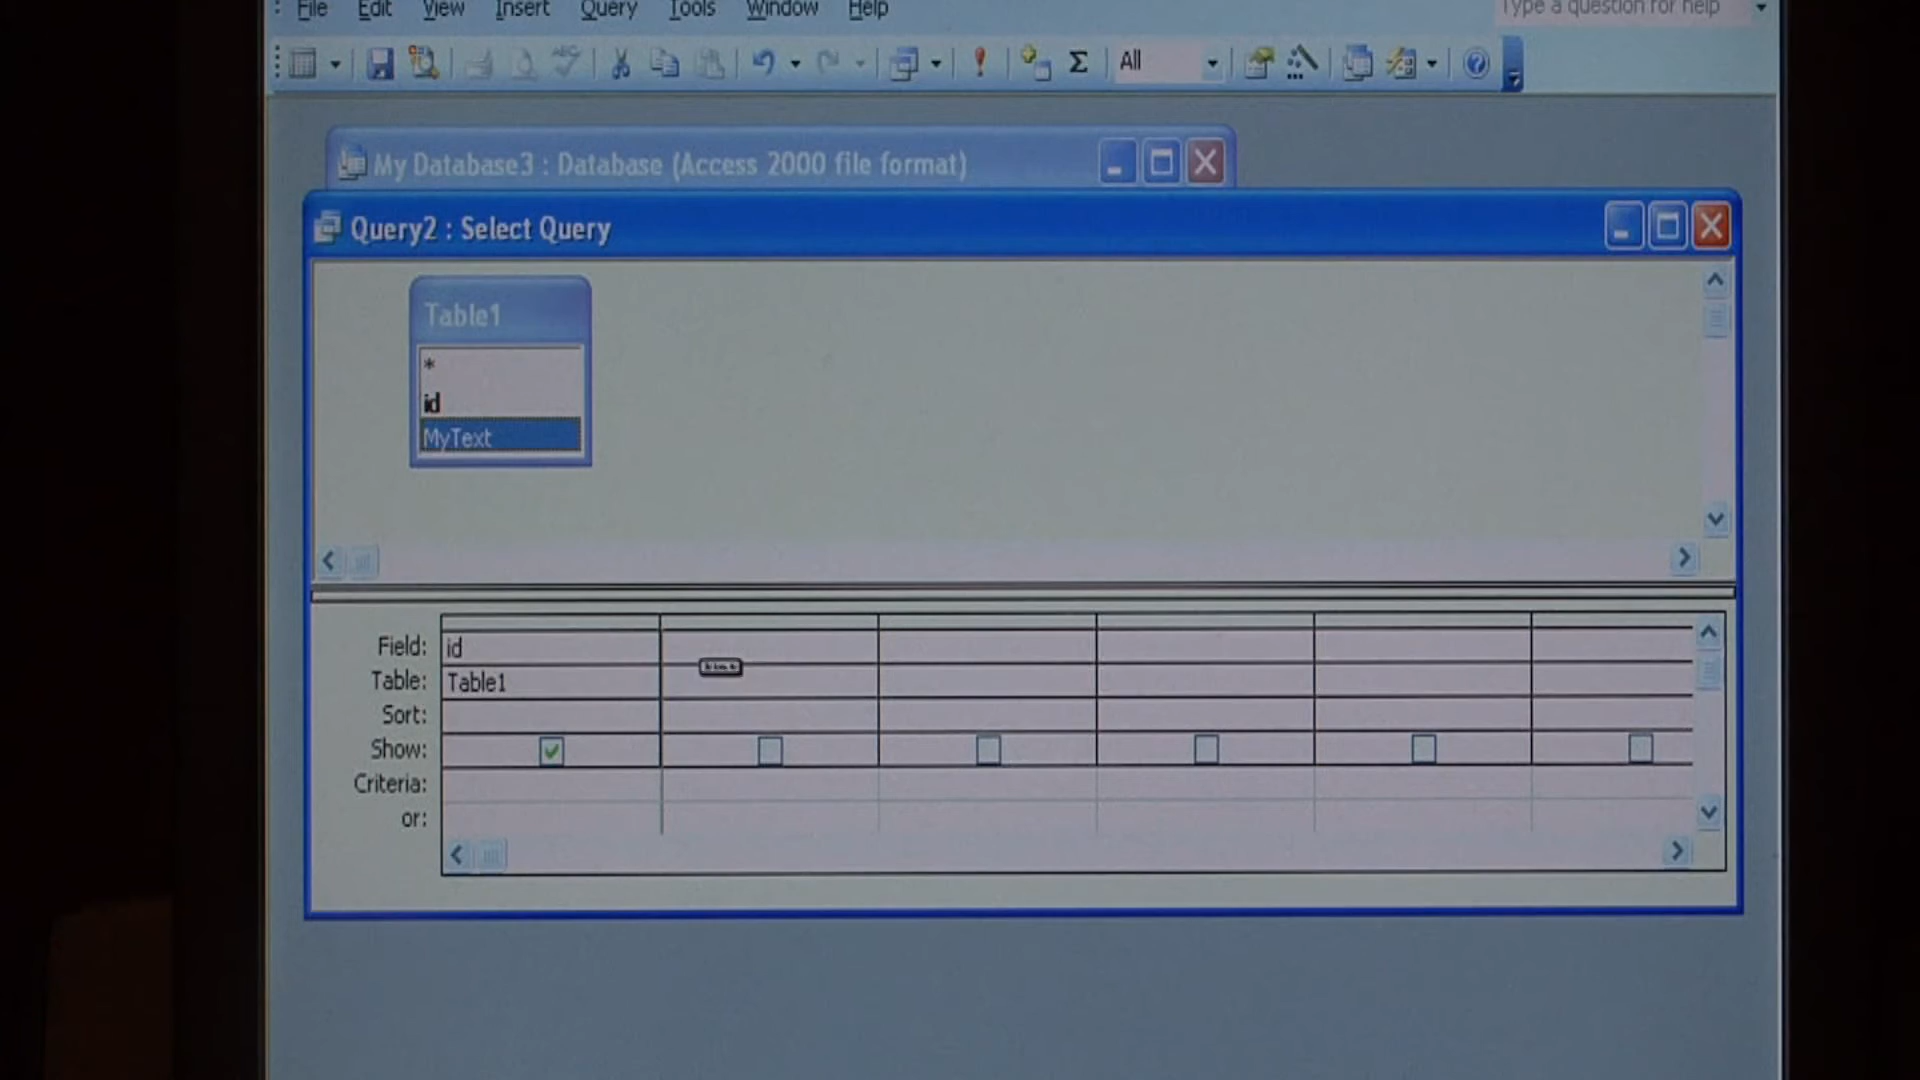 File Edit View Insert Query Tools Window Help
Type a question for help
ABC All
My Database3 : Database (Access 2000 file format)
Query2 : Select Query
Table1
*
id
MyText
Field: id
Table: Table1
Sort:
Show:
Criteria:
or: